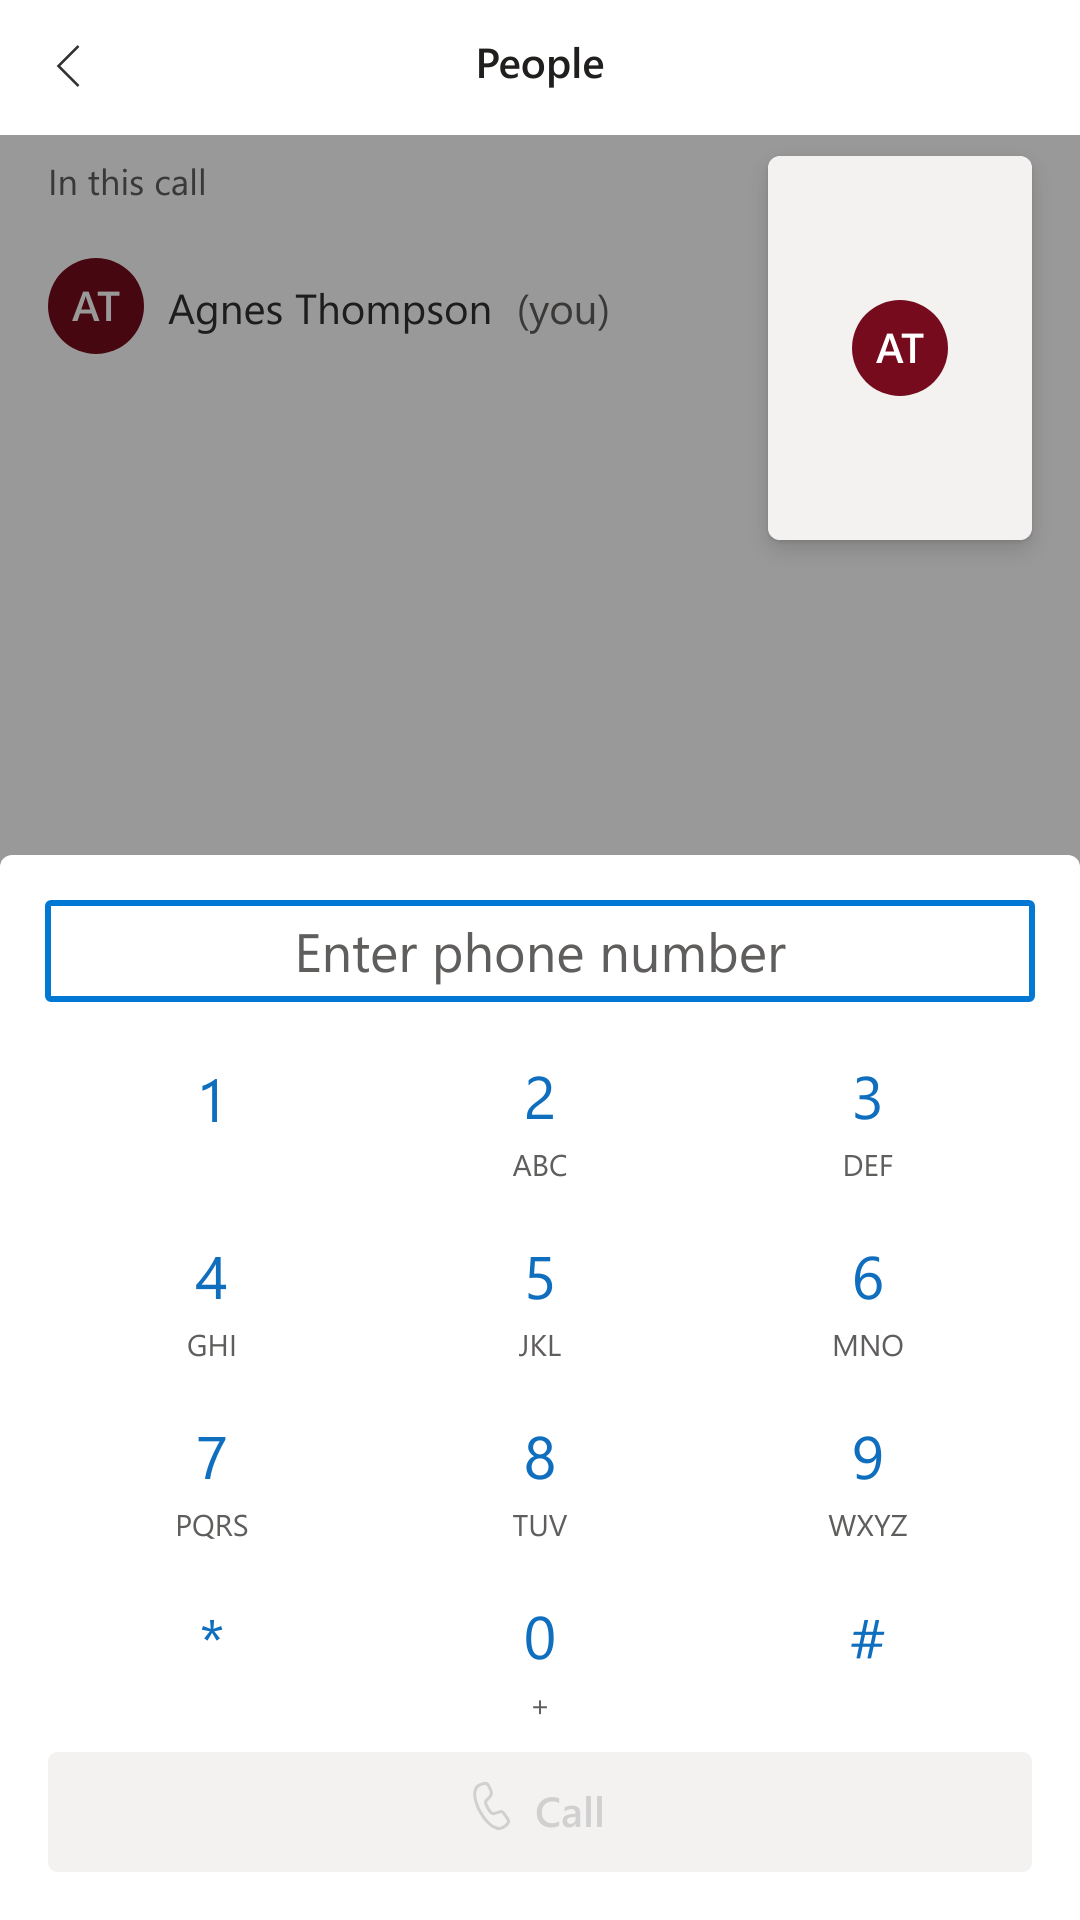 People
In this call
AT
Agnes Thompson (you)
AT
Enter phone number
1
2
3
ABC
DEF
4
5
6
GHI
JKL
MNO
7
8
9
PQRS
TUV
WXYZ
*
0
#
+
Call